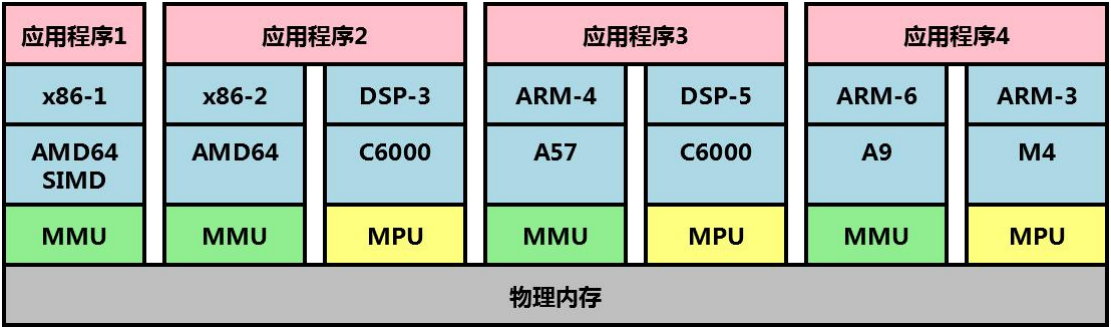 应用程序1 应用程序2 应用程序3 应用程序4
x86-1 x86-2 DSP-3 ARM-4 DSP-5 ARM-6 ARM-3
AMD64 SIMD AMD64 C6000 A57 C6000 A9 M4
MMU MMU MPU MMU MPU MMU MPU
物理内存